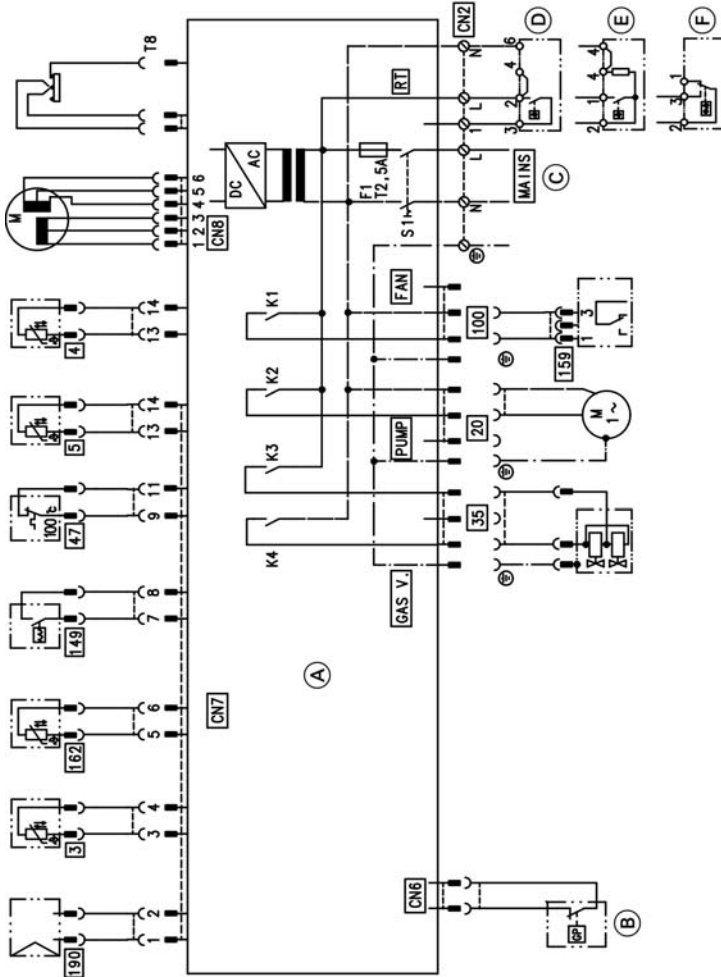 T8
M
1 2 3 4 5 6
CN8
DC
AC
F1
T2,5A
S1
RT
CN2
N
L
1
L
N
MAINS
C
3 2 4 6
D
2 1 4 4
E
2 3 1
F
4
13 14
5
13 14
47
100°C
9 11
149
7 8
162
5 6
3
3 4
190
1 2
CN7
A
K1
K2
K3
K4
FAN
100
159
1 3
PUMP
20
M
1~
GAS V.
35
CN6
GP
B